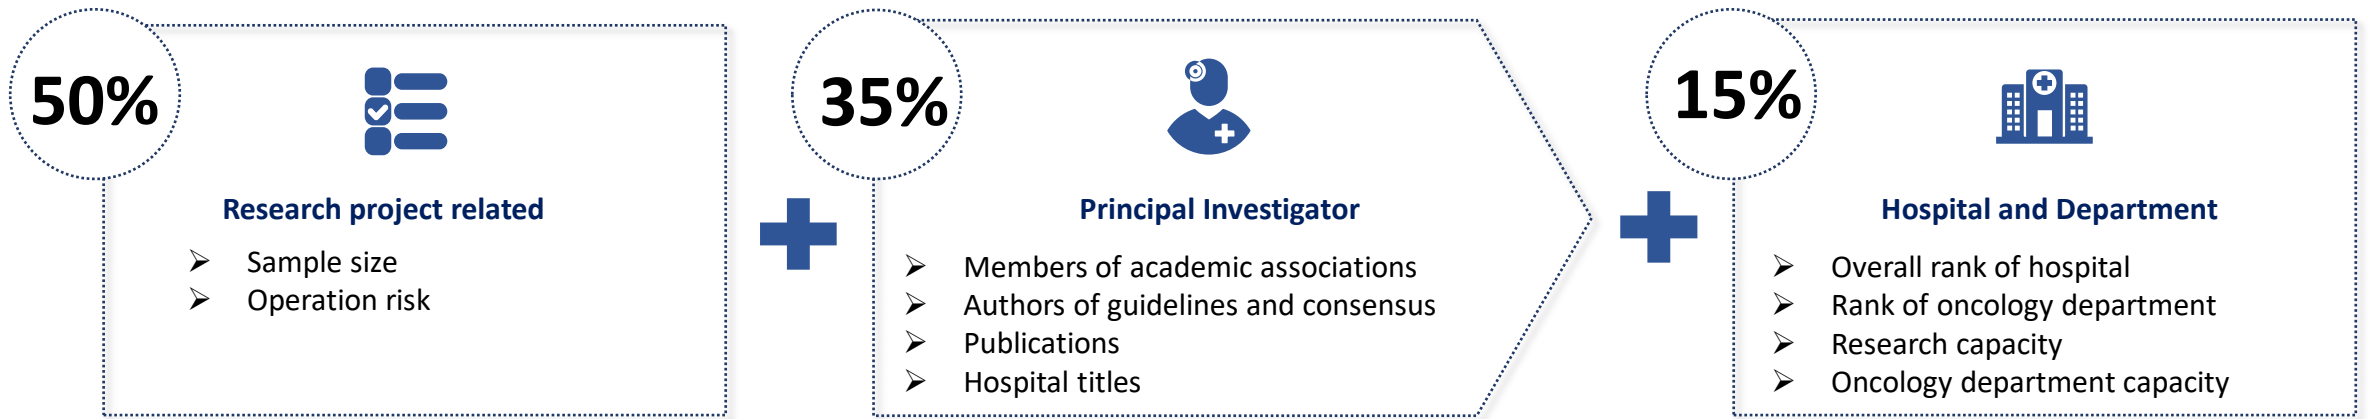 50%
Research project related
➢ Sample size
➢ Operation risk
35%
Principal Investigator
➢ Members of academic associations
➢ Authors of guidelines and consensus
➢ Publications
➢ Hospital titles
15%
Hospital and Department
➢ Overall rank of hospital
➢ Rank of oncology department
➢ Research capacity
➢ Oncology department capacity